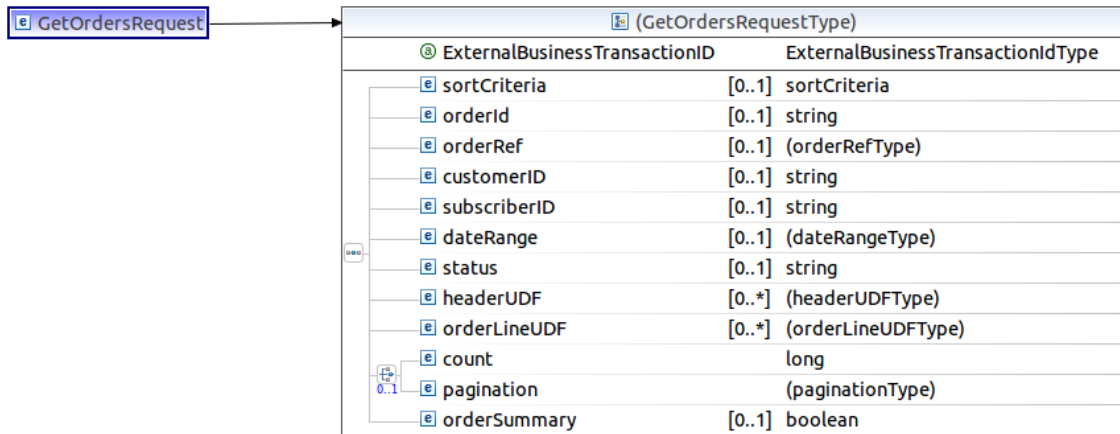 e GetOrdersRequest
(GetOrdersRequestType)
a ExternalBusinessTransactionID ExternalBusinessTransactionIdType
e sortCriteria [0..1] sortCriteria
e orderId [0..1] string
e orderRef [0..1] (orderRefType)
e customerID [0..1] string
e subscriberID [0..1] string
e dateRange [0..1] (dateRangeType)
e status [0..1] string
e headerUDF [0..*] (headerUDFType)
e orderLineUDF [0..*] (orderLineUDFType)
e count long
0..1
e pagination (paginationType)
e orderSummary [0..1] boolean